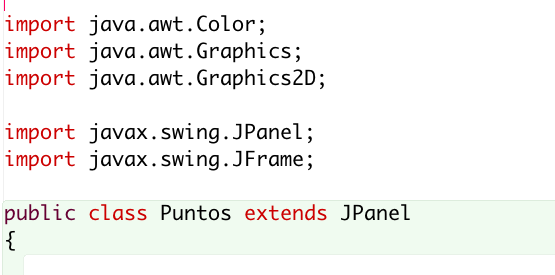 import java.awt.Color;
import java.awt.Graphics;
import java.awt.Graphics2D;
import javax.swing.JPanel;
import javax.swing.JFrame;
public class Puntos extends JPanel
{